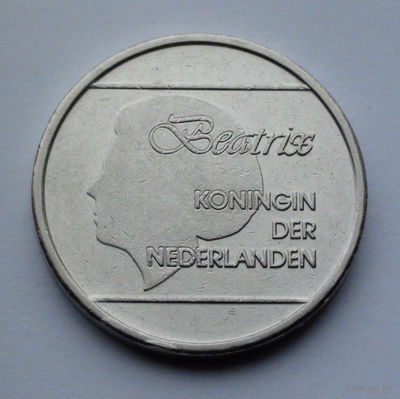 Beatrix
KONINGIN
DER
NEDERLANDEN